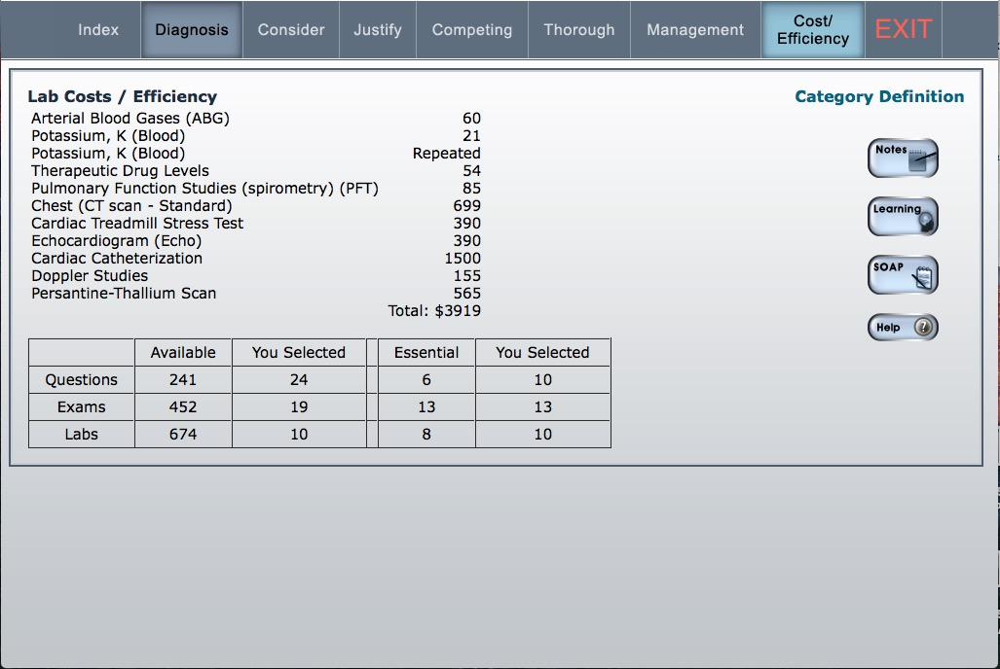 Index Diagnosis Consider Justify Competing Thorough Management Cost/ Efficiency EXIT
Lab Costs / Efficiency Category Definition
Arterial Blood Gases (ABG) 60
Potassium, K (Blood) 21
Potassium, K (Blood) Repeated
Therapeutic Drug Levels 54
Pulmonary Function Studies (spirometry) (PFT) 85
Chest (CT scan - Standard) 699
Cardiac Treadmill Stress Test 390
Echocardiogram (Echo) 390
Cardiac Catheterization 1500
Doppler Studies 155
Persantine-Thallium Scan 565
Total: $3919
Notes
Learning
SOAP
Help ?
Available You Selected Essential You Selected
Questions 241 24 6 10
Exams 452 19 13 13
Labs 674 10 8 10